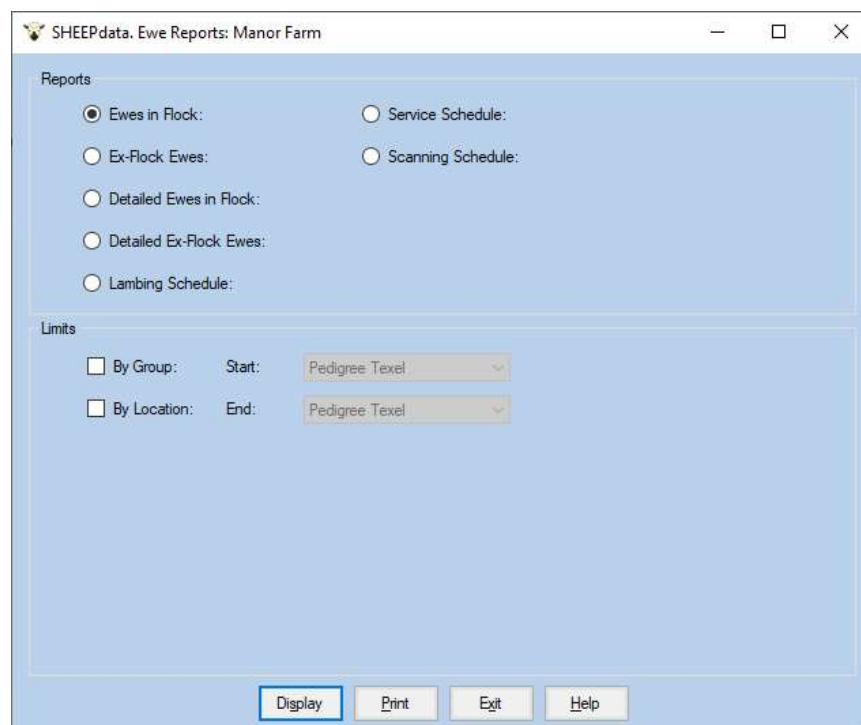 SHEEPdata. Ewe Reports: Manor Farm
Reports
Ewes in Flock: Service Schedule:
Ex-Flock Ewes: Scanning Schedule:
Detailed Ewes in Flock:
Detailed Ex-Flock Ewes:
Lambing Schedule:
Limits
By Group: Start: Pedigree Texel
By Location: End: Pedigree Texel
Display Print Exit Help